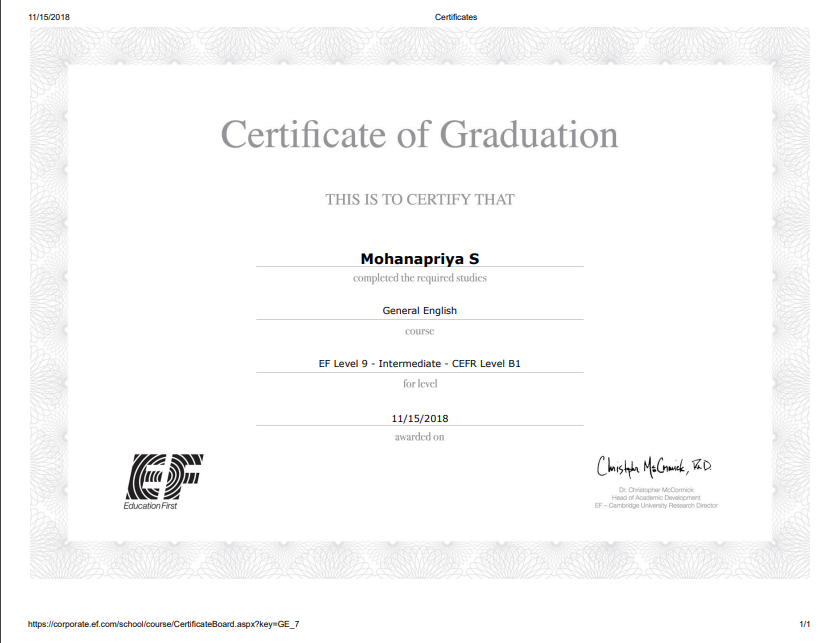 11/15/2018 Certificates
Certificate of Graduation
THIS IS TO CERTIFY THAT
Mohanapriya S
completed the required studies
General English
course
EF Level 9 - Intermediate - CEFR Level B1
for level
11/15/2018
awarded on
EF
Education First
Christopher McCormick, Ph.D.
Dr. Christopher McCormick
Head of Academic Development
EF – Cambridge University Research Director
https://corporate.ef.com/school/course/CertificateBoard.aspx?key=GE_7 1/1